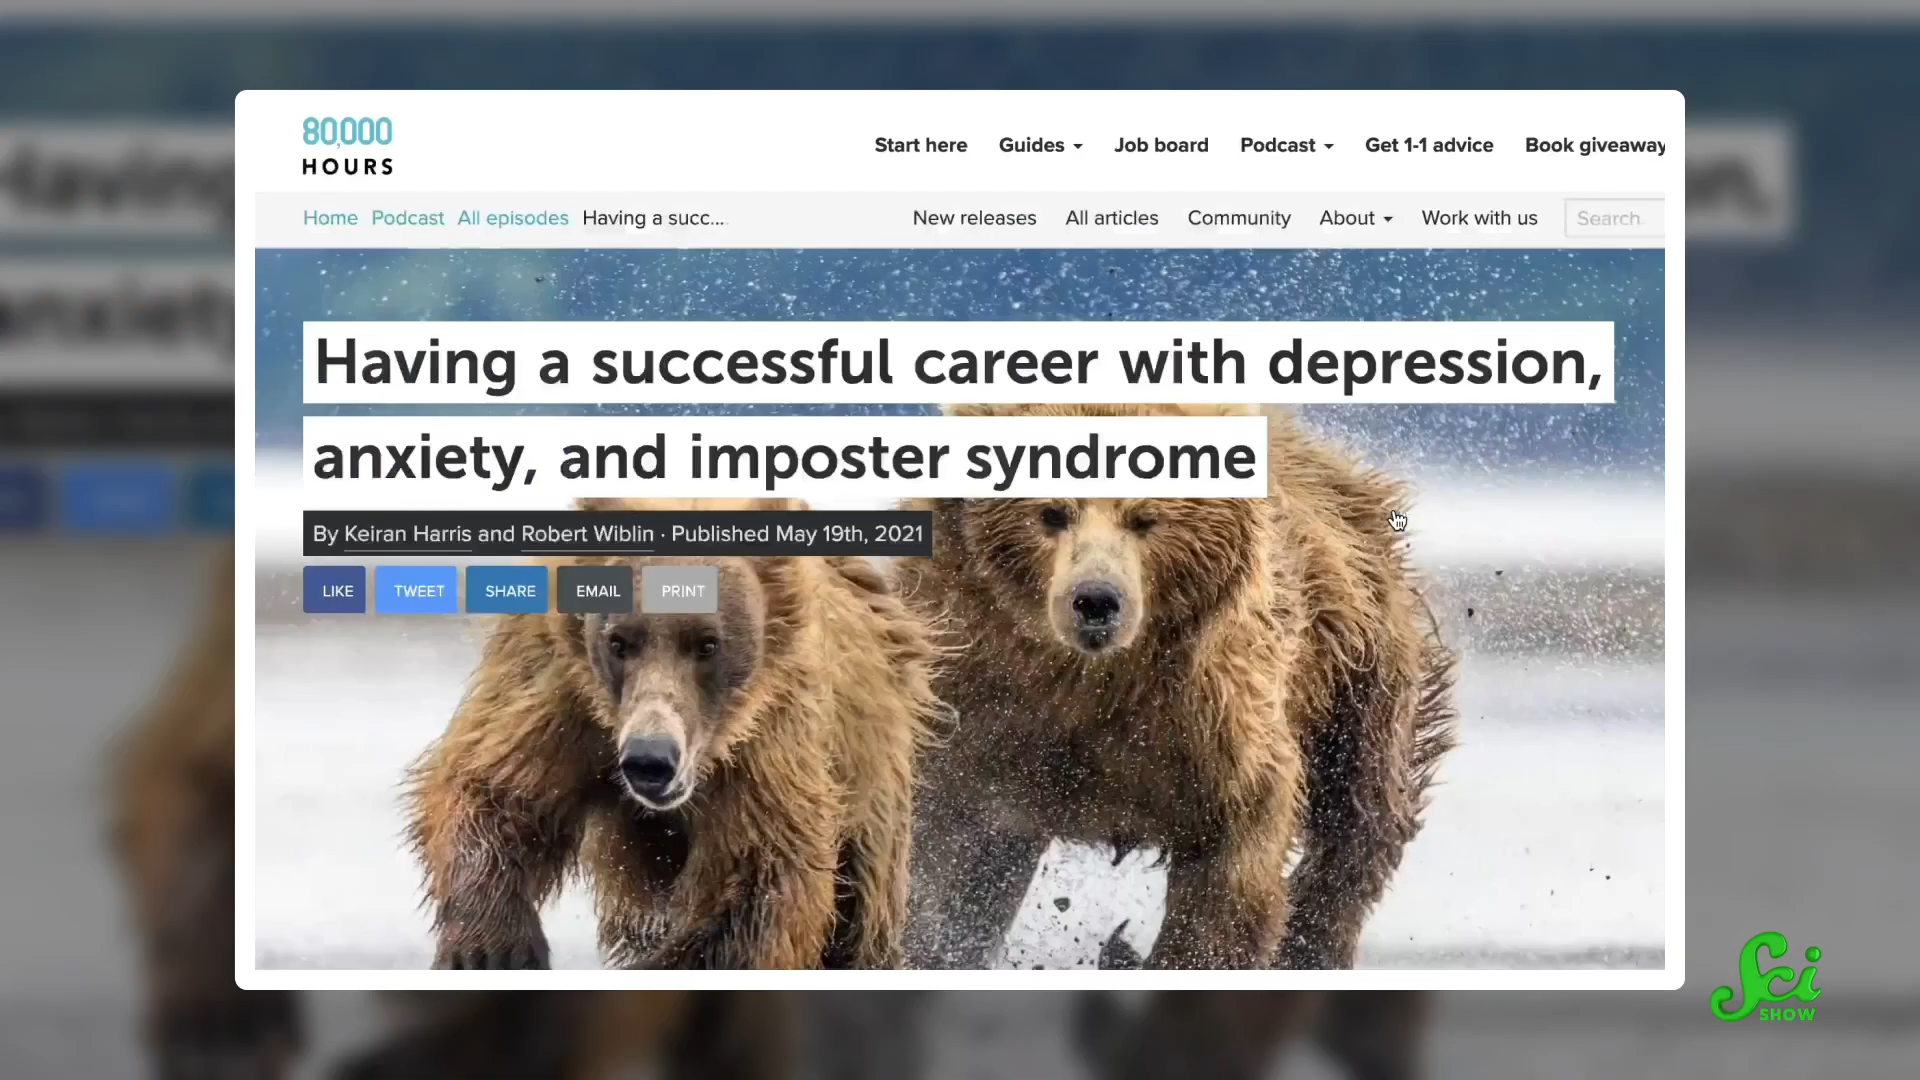 80,000
HOURS
Start here Guides Job board Podcast Get 1-1 advice Book giveaway
Home Podcast All episodes Having a succ... New releases All articles Community About Work with us Search
Having a successful career with depression,
anxiety, and imposter syndrome
By Keiran Harris and Robert Wiblin · Published May 19th, 2021
LIKE TWEET SHARE EMAIL PRINT
Sci
SHOW